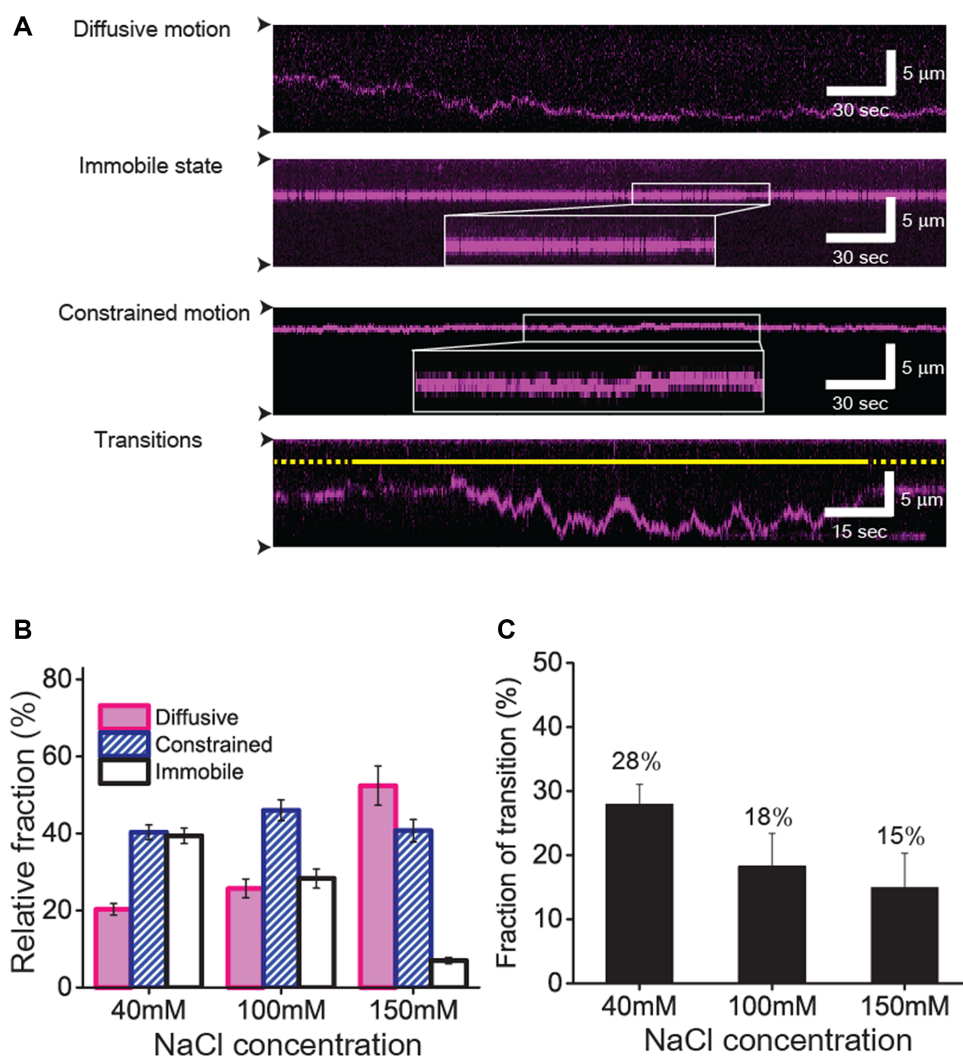 A
Diffusive motion
5 μm
30 sec
Immobile state
5 μm
30 sec
Constrained motion
5 μm
30 sec
Transitions
5 μm
15 sec
B
Relative fraction (%)
80
60
40
20
0
Diffusive
Constrained
Immobile
40mM
100mM
150mM
NaCl concentration
C
Fraction of transition (%)
50
40
30
20
10
0
28%
18%
15%
40mM
100mM
150mM
NaCl concentration